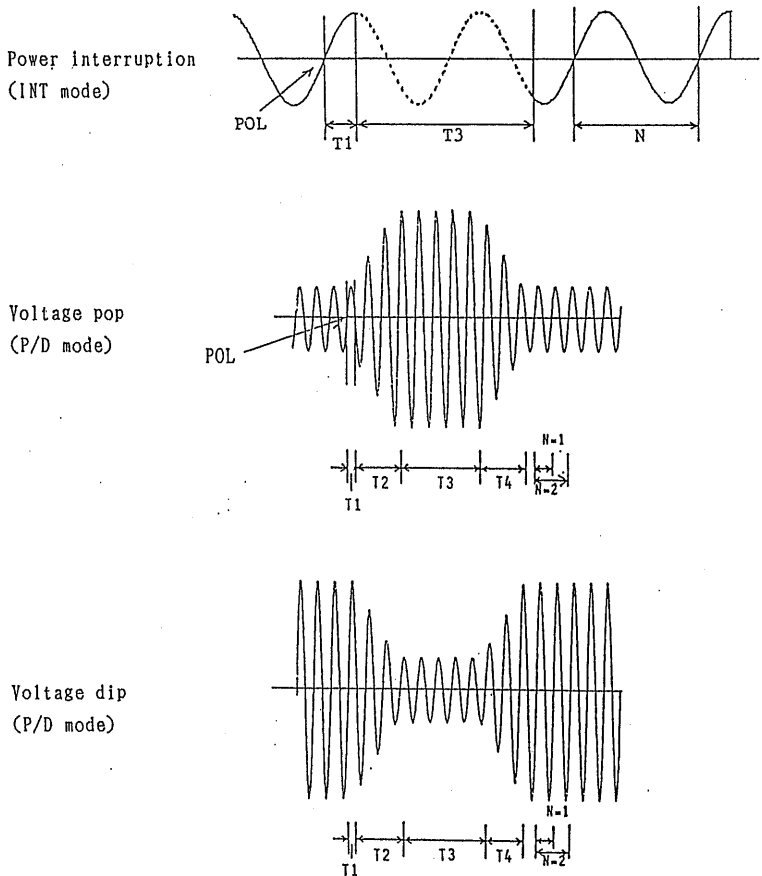 Power interruption
(INT mode)
POL
T1
T3
N
Voltage pop
(P/D mode)
POL
N=1
T2
T3
T4
N=2
T1
Voltage dip
(P/D mode)
N=1
T2
T3
T4
N=2
T1